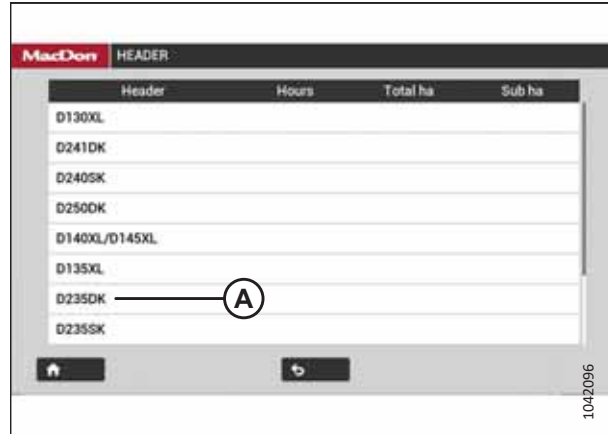 MacDon HEADER
Header Hours Total ha Sub ha
D130XL
D241DK
D240SK
D250DK
D140XL/D145XL
D135XL
D235DK A
D235SK
1042096